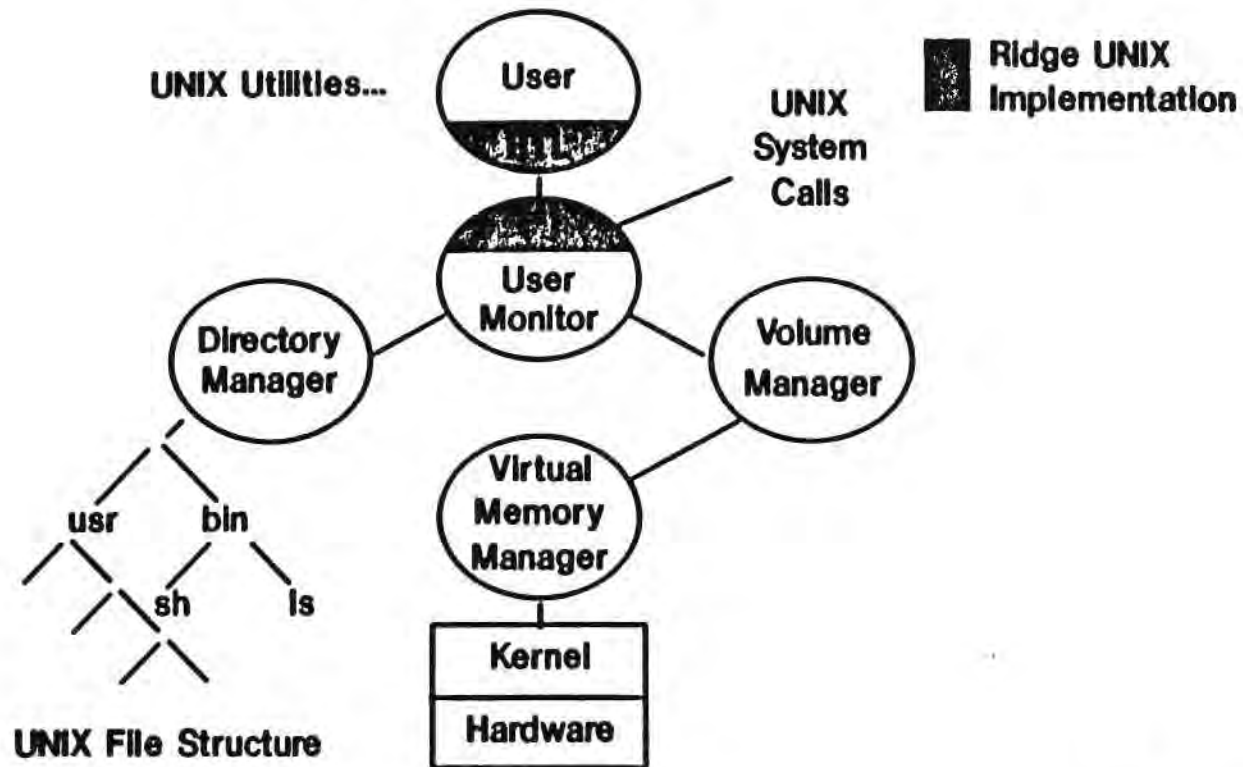 UNIX Utilities...
User
Ridge UNIX
Implementation
UNIX
System
Calls
User
Monitor
Directory
Manager
Volume
Manager
usr
bin
sh
ls
Virtual
Memory
Manager
Kernel
Hardware
UNIX File Structure